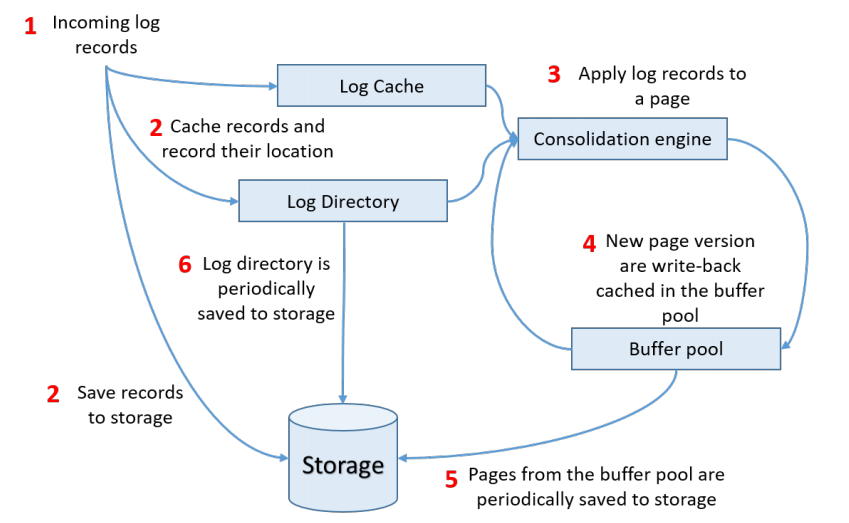 1 Incoming log
records
Log Cache
3 Apply log records to
a page
2 Cache records and
record their location
Consolidation engine
Log Directory
4 New page version
are write-back
cached in the buffer
pool
6 Log directory is
periodically
saved to storage
Buffer pool
2 Save records
to storage
Storage
5 Pages from the buffer pool are
periodically saved to storage